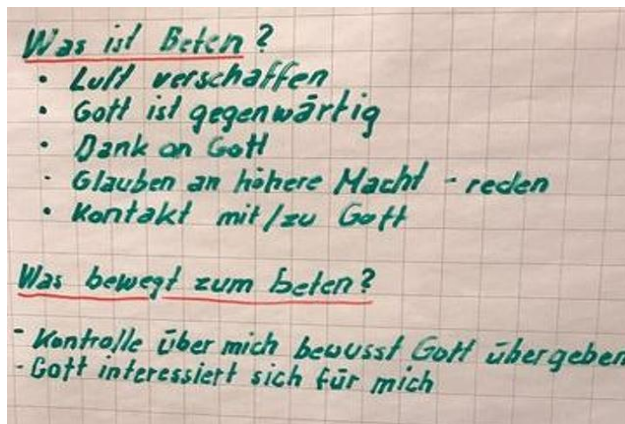 Was ist Beten?
• Luft verschaffen
• Gott ist gegenwärtig
• Dank an Gott
- Glauben an höhere Macht - reden
• Kontakt mit/zu Gott
Was bewegt zum beten?
- Kontrolle über mich bewusst Gott übergeben
- Gott interessiert sich für mich